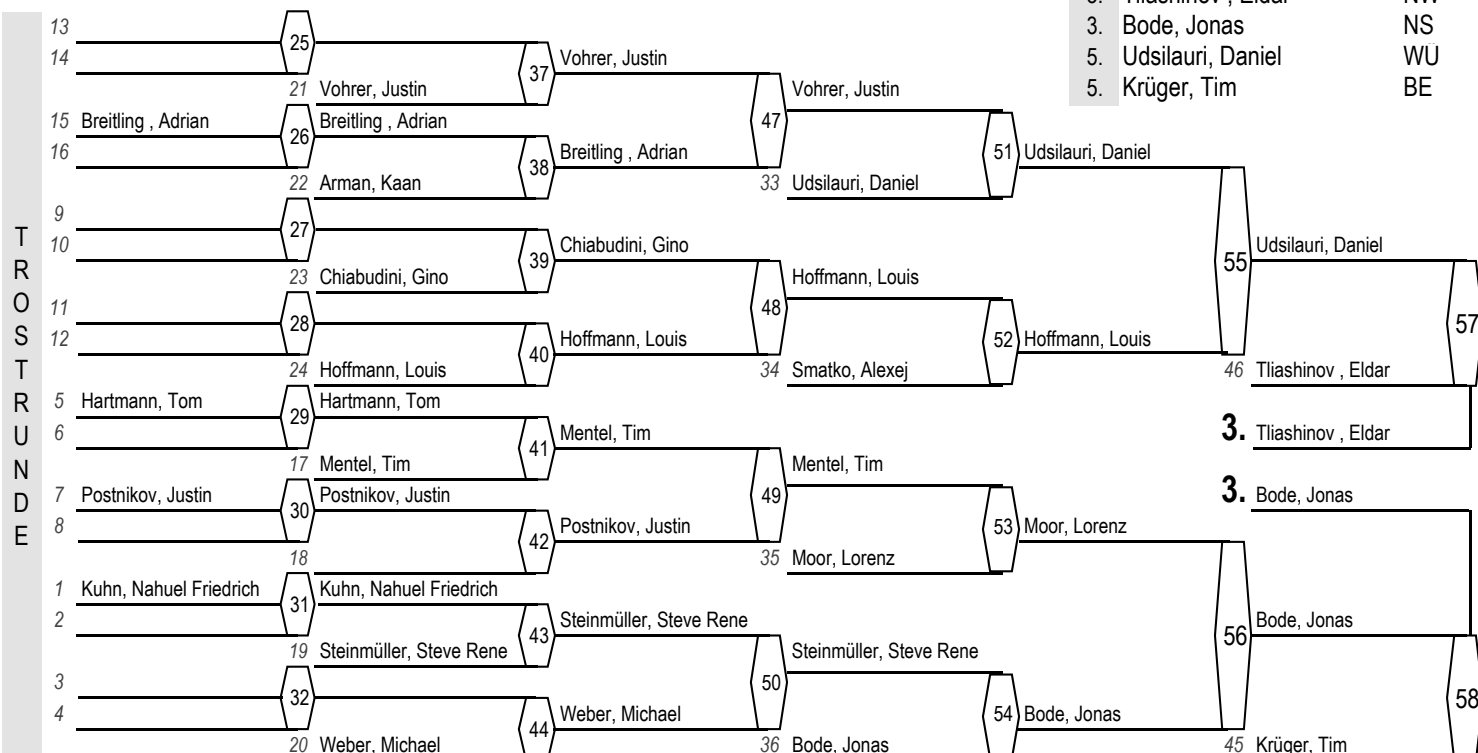 3. Tliashinov , Eldar NW
3. Bode, Jonas NS
5. Udsilauri, Daniel WÜ
5. Krüger, Tim BE
TROSTRUNDE
13
14
25
21 Vohrer, Justin
37
Vohrer, Justin
15 Breitling , Adrian
16
26
Breitling , Adrian
22 Arman, Kaan
38
Breitling , Adrian
47
Vohrer, Justin
33 Udsilauri, Daniel
51
Udsilauri, Daniel
9
10
27
23 Chiabudini, Gino
39
Chiabudini, Gino
11
12
28
24 Hoffmann, Louis
40
Hoffmann, Louis
48
Hoffmann, Louis
34 Smatko, Alexej
52
Hoffmann, Louis
55
Udsilauri, Daniel
46 Tliashinov , Eldar
57
3. Tliashinov , Eldar
5 Hartmann, Tom
6
29
Hartmann, Tom
17 Mentel, Tim
41
Mentel, Tim
7 Postnikov, Justin
8
30
Postnikov, Justin
18
42
Postnikov, Justin
49
Mentel, Tim
35 Moor, Lorenz
53
Moor, Lorenz
3. Bode, Jonas
1 Kuhn, Nahuel Friedrich
2
31
Kuhn, Nahuel Friedrich
19 Steinmüller, Steve Rene
43
Steinmüller, Steve Rene
3
4
32
20 Weber, Michael
44
Weber, Michael
50
Steinmüller, Steve Rene
36 Bode, Jonas
54
Bode, Jonas
56
Bode, Jonas
45 Krüger, Tim
58